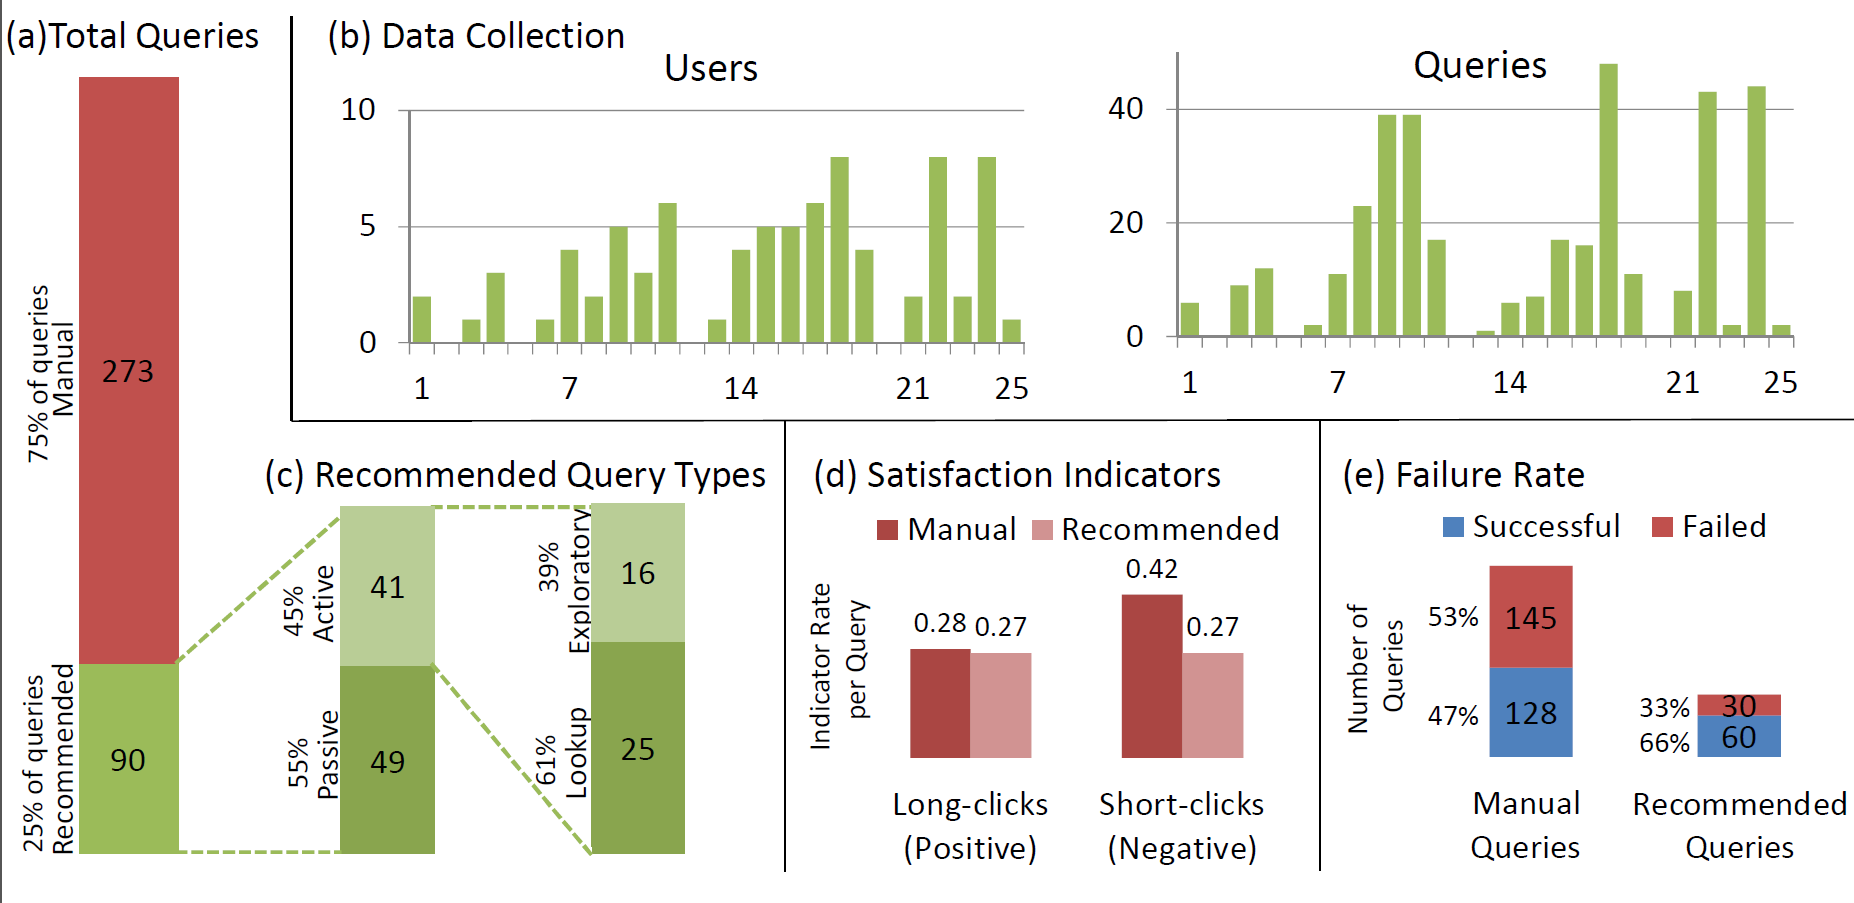 (a)Total Queries
75% of queries
Manual
273
25% of queries
Recommended
90
(b) Data Collection
Users
10
5
0
1 7 14 21 25
Queries
40
20
0
1 7 14 21 25
(c) Recommended Query Types
45%
Active
41
55%
Passive
49
39%
Exploratory
16
61%
Lookup
25
(d) Satisfaction Indicators
Manual Recommended
Indicator Rate
per Query
0.28 0.27
0.42
0.27
Long-clicks
(Positive)
Short-clicks
(Negative)
(e) Failure Rate
Successful Failed
Number of
Queries
53% 145
47% 128
33% 30
66% 60
Manual
Queries
Recommended
Queries